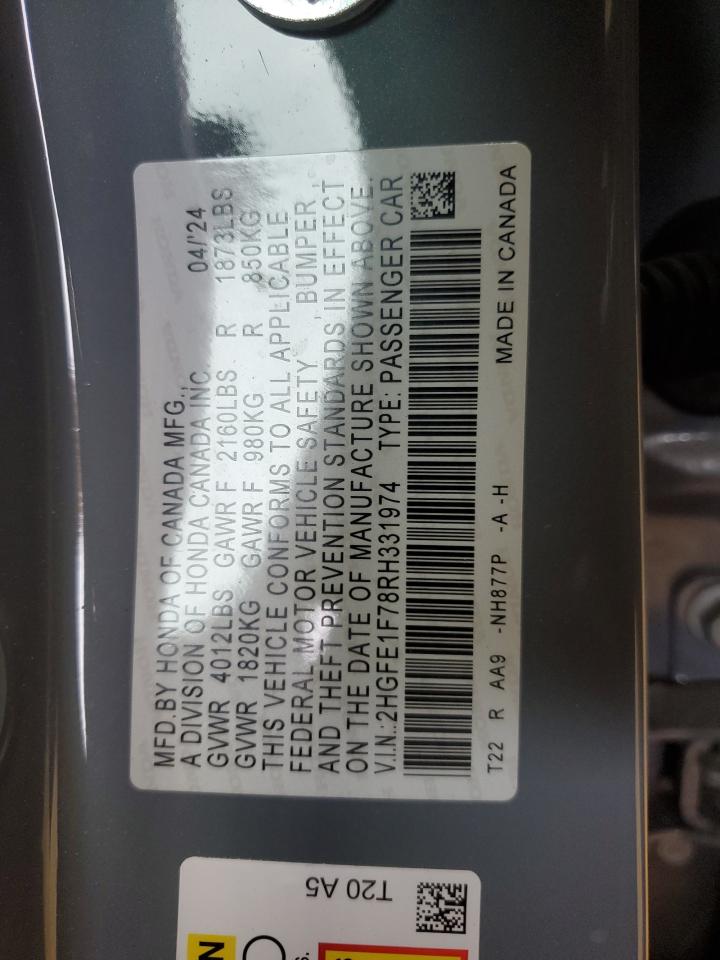 MFD.BY HONDA OF CANADA MFG.,
A DIVISION OF HONDA CANADA INC. 04/'24
GVWR 4012LBS GAWR F 2160LBS R 1873LBS
GVWR 1820KG GAWR F 980KG R 850KG
THIS VEHICLE CONFORMS TO ALL APPLICABLE
FEDERAL MOTOR VEHICLE SAFETY, BUMPER,
AND THEFT PREVENTION STANDARDS IN EFFECT
ON THE DATE OF MANUFACTURE SHOWN ABOVE.
V.I.N.:2HGFE1F78RH331974 TYPE: PASSENGER CAR
T22 R AA9 -NH877P -A -H MADE IN CANADA
T20 A5